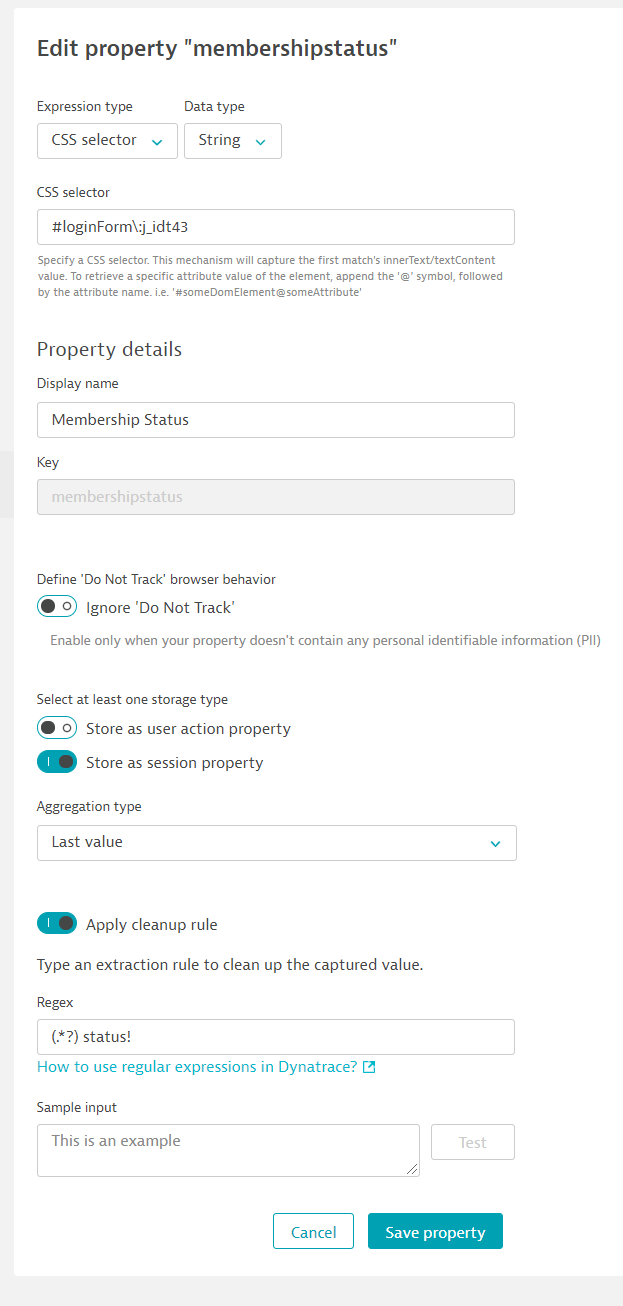 Edit property "membershipstatus"
Expression type
Data type
CSS selector
String
CSS selector
#loginForm\:j_idt43
Specify a CSS selector. This mechanism will capture the first match's innerText/textContent
value. To retrieve a specific attribute value of the element, append the '@' symbol, followed
by the attribute name. i.e. '#someDomElement@someAttribute'
Property details
Display name
Membership Status
Key
membershipstatus
Define 'Do Not Track' browser behavior
Ignore 'Do Not Track'
Enable only when your property doesn't contain any personal identifiable information (PII)
Select at least one storage type
Store as user action property
Store as session property
Aggregation type
Last value
Apply cleanup rule
Type an extraction rule to clean up the captured value.
Regex
(.*?) status!
How to use regular expressions in Dynatrace?
Sample input
This is an example
Test
Cancel
Save property